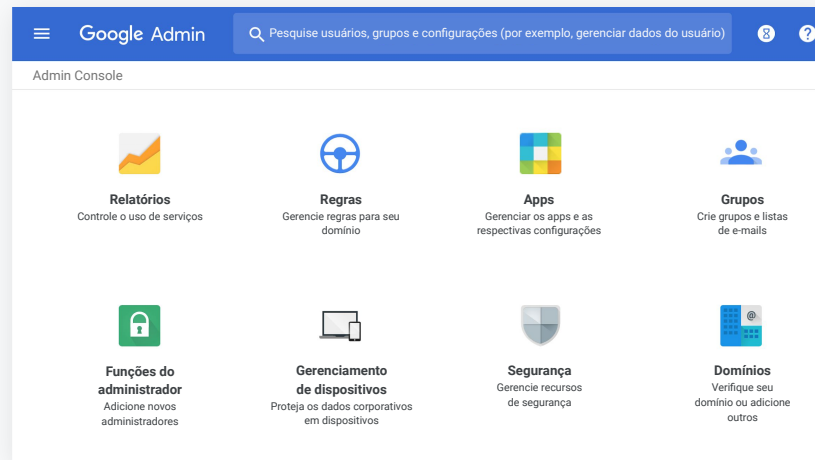 Google Admin
Pesquise usuários, grupos e configurações (por exemplo, gerenciar dados do usuário)
Admin Console
Relatórios
Controle o uso de serviços
Regras
Gerencie regras para seu
domínio
Apps
Gerenciar os apps e as
respectivas configurações
Grupos
Crie grupos e listas
de e-mails
Funções do
administrador
Adicione novos
administradores
Gerenciamento
de dispositivos
Proteja os dados corporativos
em dispositivos
Segurança
Gerencie recursos
de segurança
@
Domínios
Verifique seu
domínio ou adicione
outros